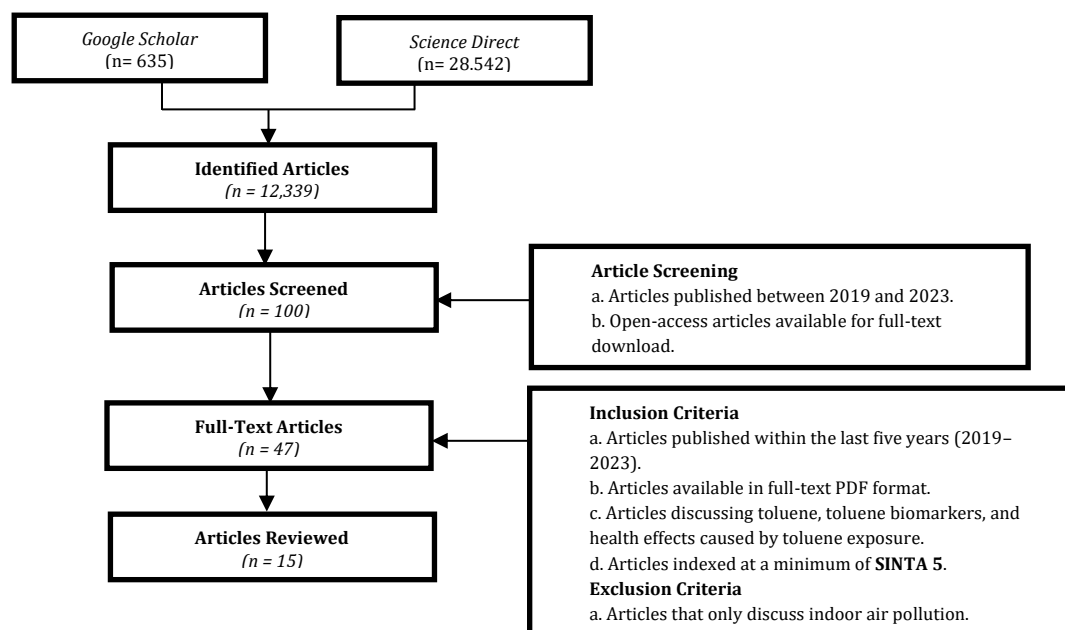 Google Scholar
(n= 635)
Science Direct
(n= 28.542)
Identified Articles
(n = 12,339)
Articles Screened
(n = 100)
Article Screening
a. Articles published between 2019 and 2023.
b. Open-access articles available for full-text
download.
Full-Text Articles
(n = 47)
Inclusion Criteria
a. Articles published within the last five years (2019–
2023).
b. Articles available in full-text PDF format.
c. Articles discussing toluene, toluene biomarkers, and
health effects caused by toluene exposure.
d. Articles indexed at a minimum of SINTA 5.
Exclusion Criteria
a. Articles that only discuss indoor air pollution.
Articles Reviewed
(n = 15)